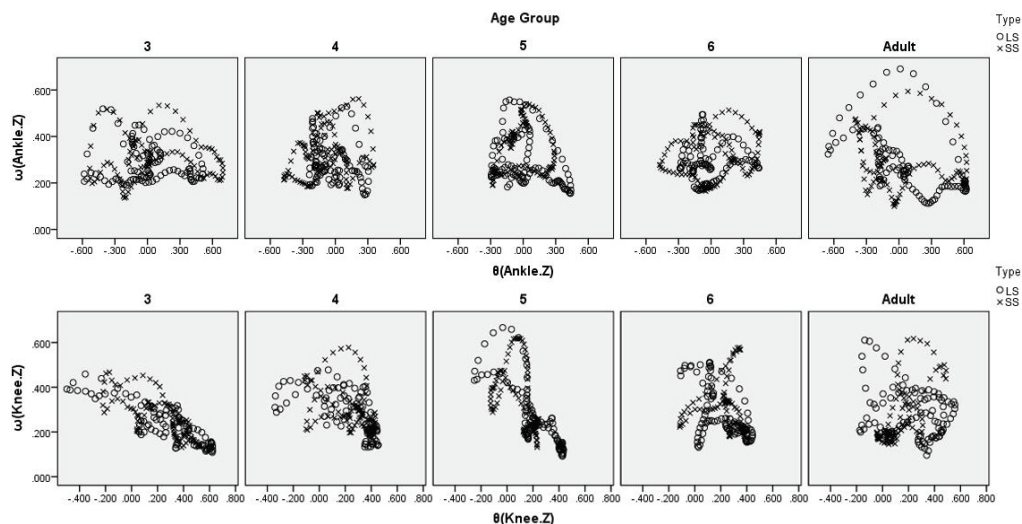 Age Group
Type
LS
SS
3 4 5 6 Adult
ω(Ankle.Z)
.600
.400
.200
.000
-.600 -.300 .000 .300 .600 -.600 -.300 .000 .300 .600 -.600 -.300 .000 .300 .600 -.600 -.300 .000 .300 .600 -.600 -.300 .000 .300 .600
θ(Ankle.Z)
Type
LS
SS
3 4 5 6 Adult
ω(Knee.Z)
.600
.400
.200
.000
-.400 -.200 .000 .200 .400 .600 .800 -.400 -.200 .000 .200 .400 .600 .800 -.400 -.200 .000 .200 .400 .600 .800 -.400 -.200 .000 .200 .400 .600 .800 -.400 -.200 .000 .200 .400 .600 .800
θ(Knee.Z)